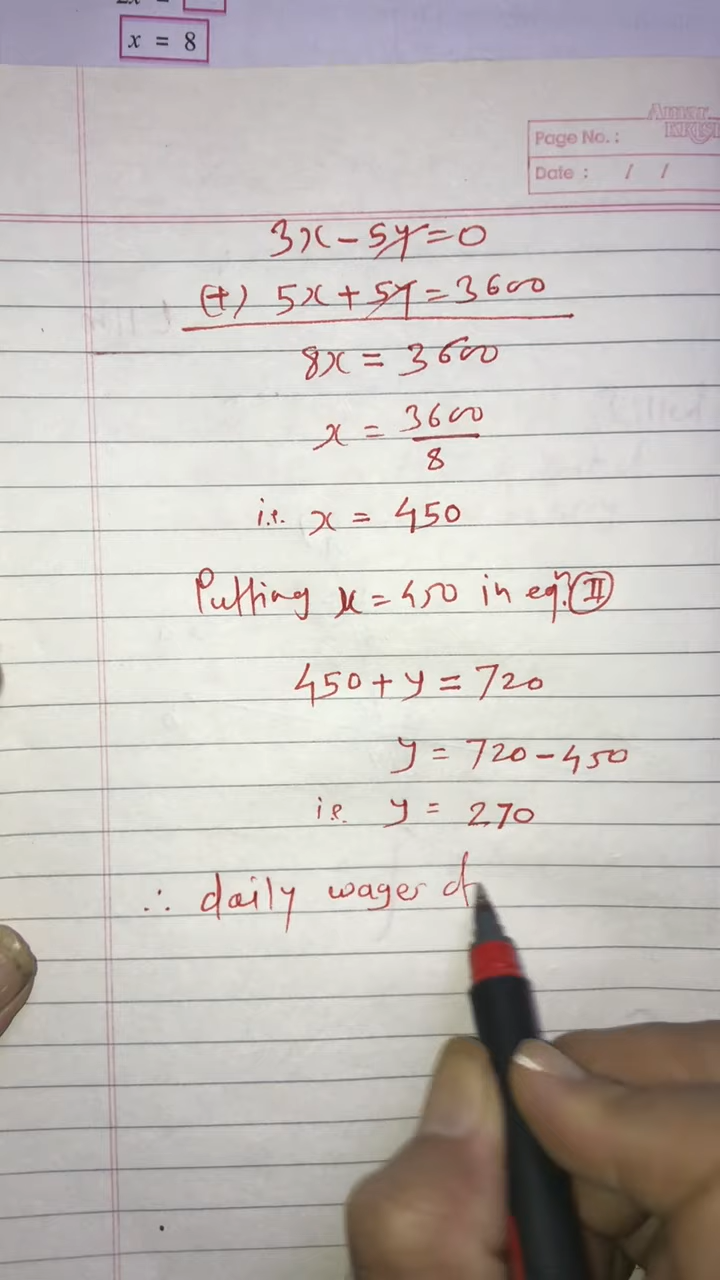 x = 8
Amar
Page No.:
Date : / /
3x-5y=0
(+) 5x+5y=3600
8x = 3600
x = 3600
8
i.e. x = 450
Putting x=450 in eqⁿ. (II)
450+y=720
y = 720-450
i.e. y = 270
∴ daily wages of